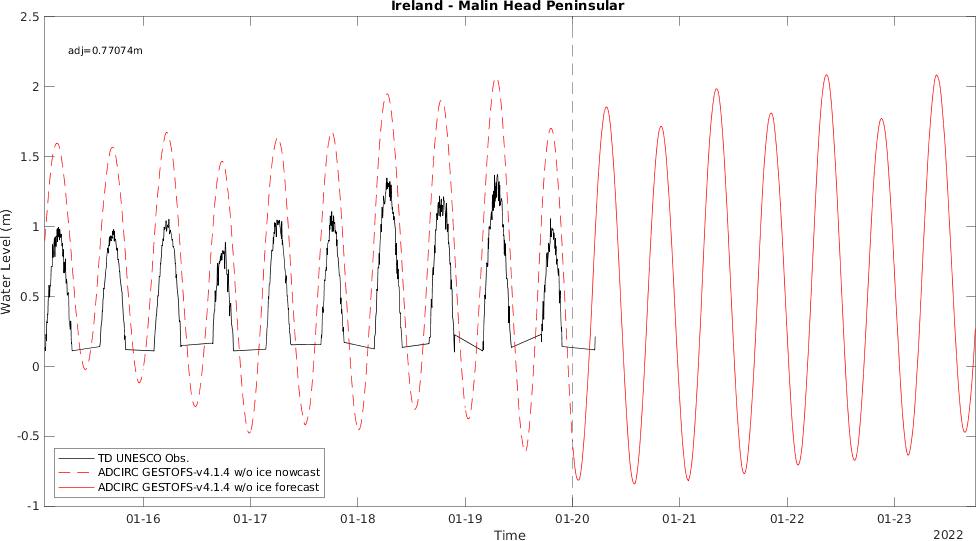 Ireland - Malin Head Peninsular
adj=0.77074m
Water Level (m)
2.5
2
1.5
1
0.5
0
-0.5
-1
TD UNESCO Obs.
ADCIRC GESTOFS-v4.1.4 w/o ice nowcast
ADCIRC GESTOFS-v4.1.4 w/o ice forecast
01-16 01-17 01-18 01-19 01-20 01-21 01-22 01-23
Time
2022